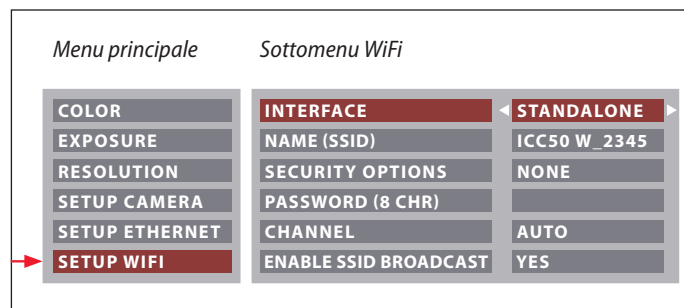 Menu principale
Sottomenu WiFi
COLOR
EXPOSURE
RESOLUTION
SETUP CAMERA
SETUP ETHERNET
SETUP WIFI
INTERFACE STANDALONE
NAME (SSID) ICC50 W_2345
SECURITY OPTIONS NONE
PASSWORD (8 CHR)
CHANNEL AUTO
ENABLE SSID BROADCAST YES